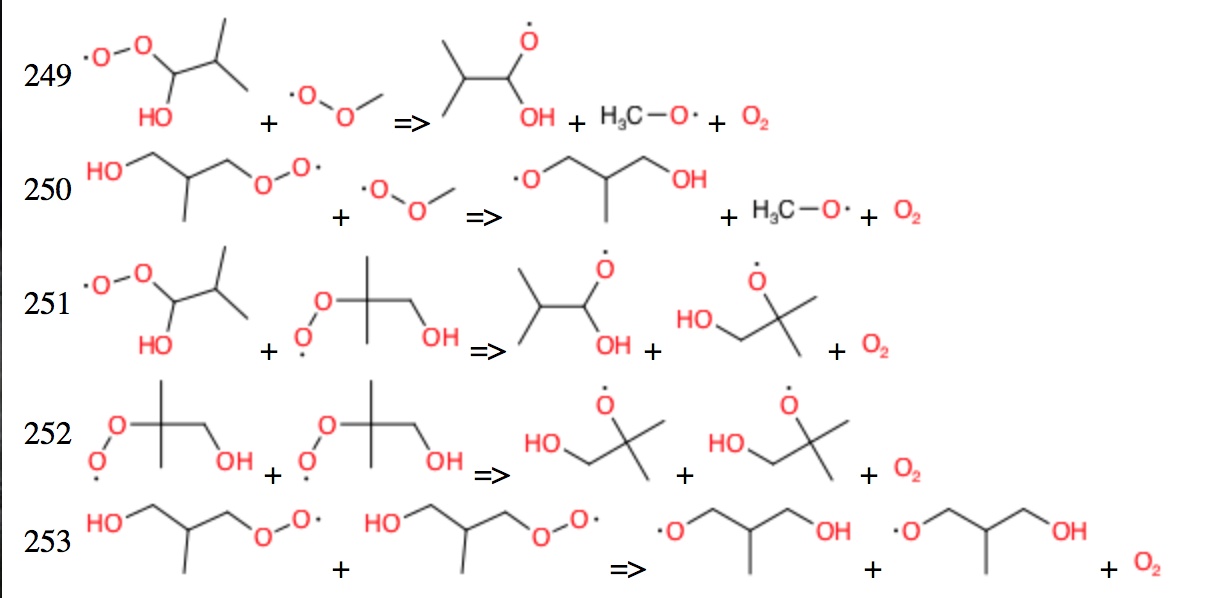 249 ·O O HO + ·O O => Ȯ OH + H₃C–O· + O₂
250 HO O O· + ·O O => ·O OH + H₃C–O· + O₂
251 ·O O HO + O Ọ OH => Ȯ OH + HO Ȯ + O₂
252 O Ọ OH + O Ọ OH => HO Ȯ + HO Ȯ + O₂
253 HO O O· + HO O O· => ·O OH + ·O OH + O₂